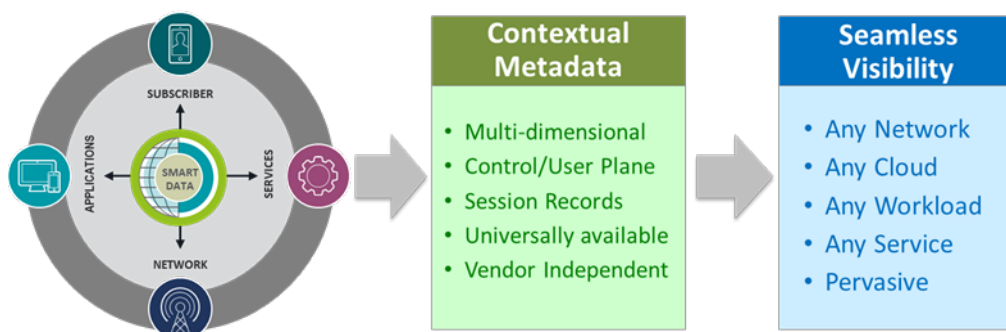 SUBSCRIBER
APPLICATIONS
SMART
DATA
SERVICES
NETWORK
Contextual
Metadata
• Multi-dimensional
• Control/User Plane
• Session Records
• Universally available
• Vendor Independent
Seamless
Visibility
• Any Network
• Any Cloud
• Any Workload
• Any Service
• Pervasive